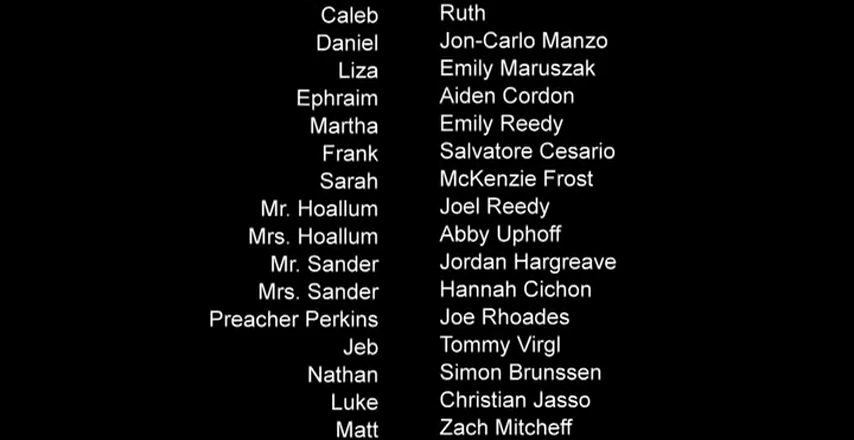 Caleb Ruth
Daniel Jon-Carlo Manzo
Liza Emily Maruszak
Ephraim Aiden Cordon
Martha Emily Reedy
Frank Salvatore Cesario
Sarah McKenzie Frost
Mr. Hoallum Joel Reedy
Mrs. Hoallum Abby Uphoff
Mr. Sander Jordan Hargreave
Mrs. Sander Hannah Cichon
Preacher Perkins Joe Rhoades
Jeb Tommy Virgl
Nathan Simon Brunssen
Luke Christian Jasso
Matt Zach Mitcheff